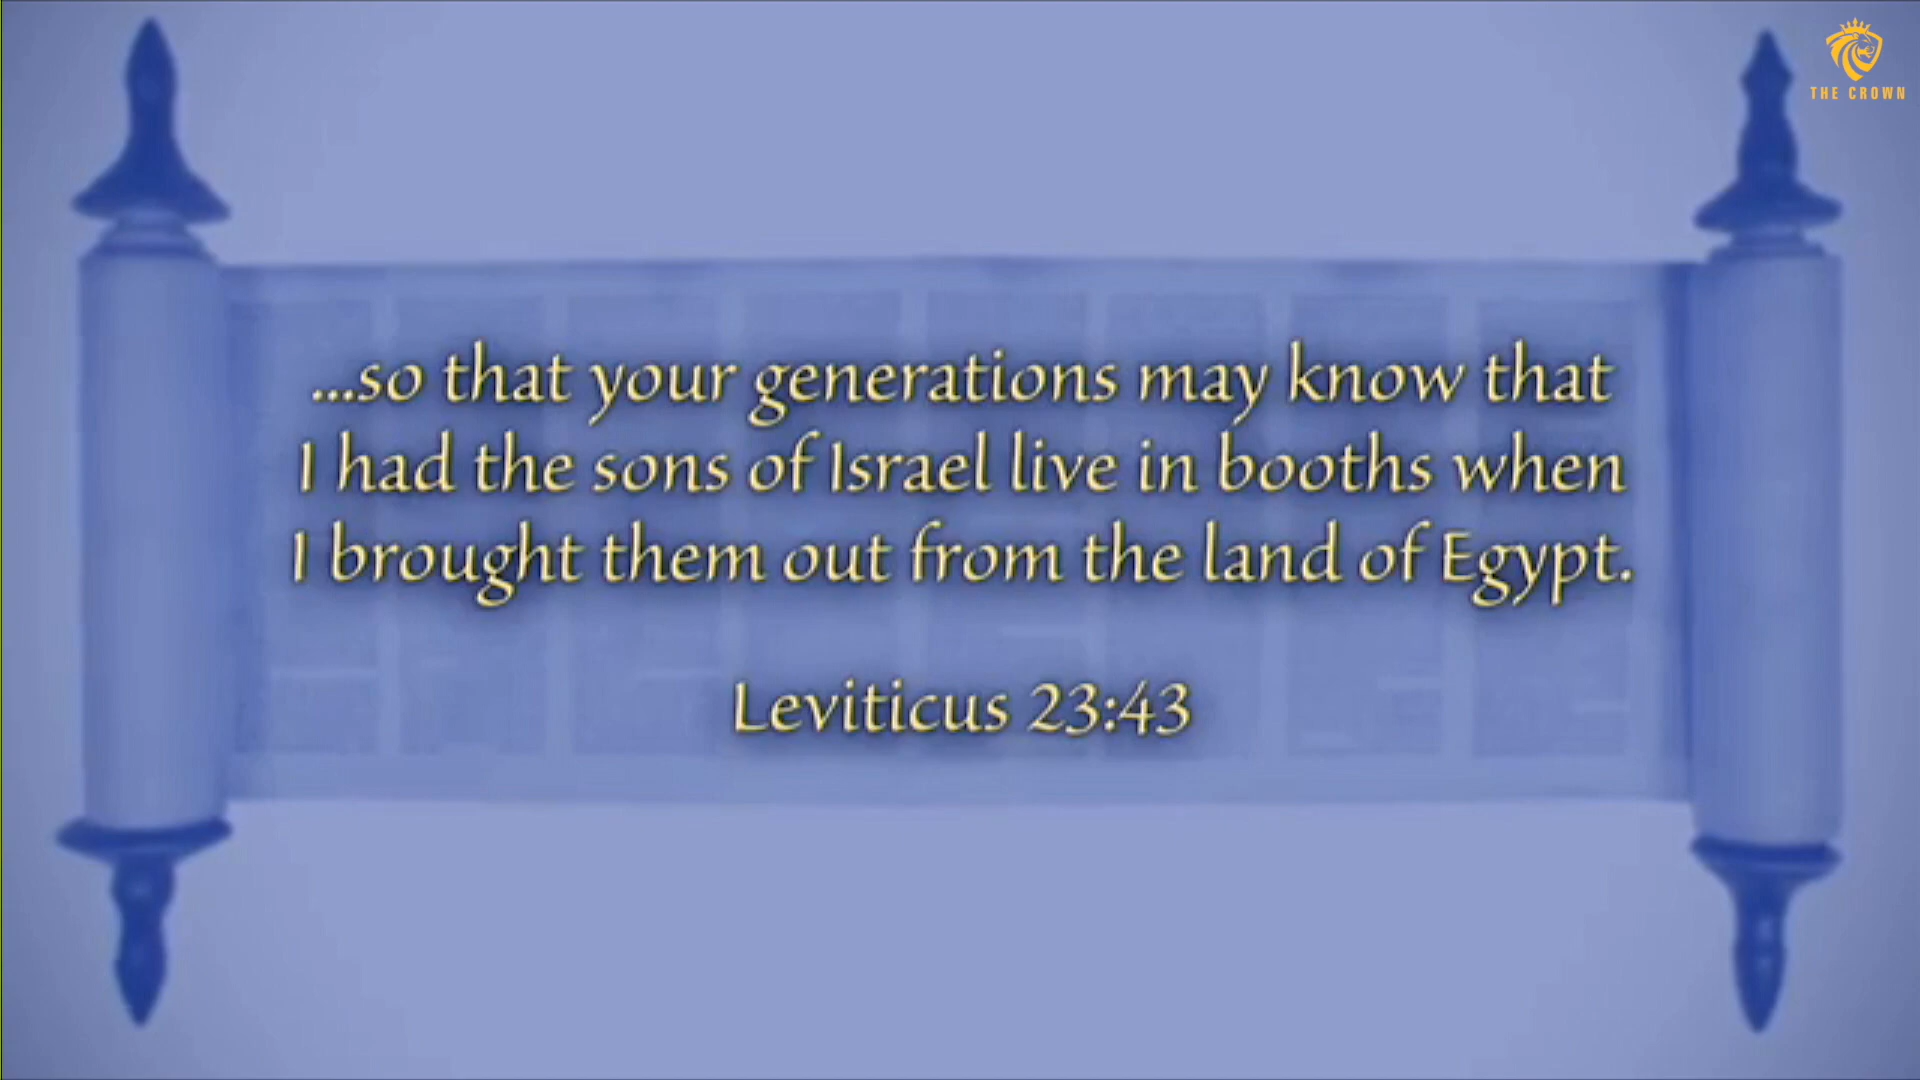 THE CROWN
...so that your generations may know that
I had the sons of Israel live in booths when
I brought them out from the land of Egypt.
Leviticus 23:43